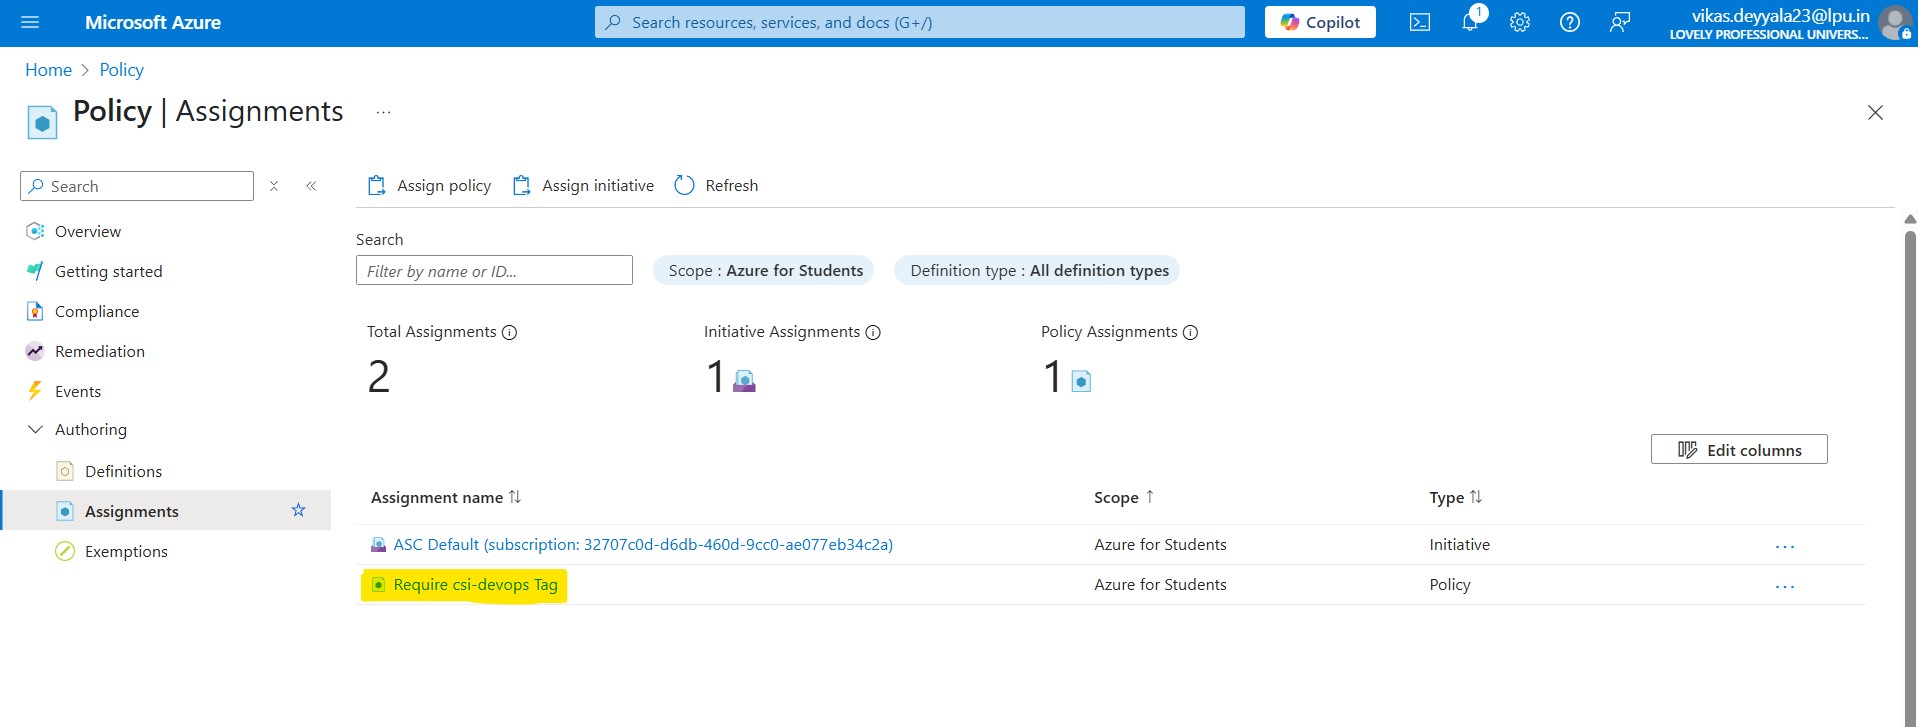 Microsoft Azure
Search resources, services, and docs (G+/)
Copilot
1
vikas.deyyala23@lpu.in
LOVELY PROFESSIONAL UNIVERS...
Home > Policy
Policy | Assignments ...
Search
Overview
Getting started
Compliance
Remediation
Events
Authoring
Definitions
Assignments
Exemptions
Assign policy Assign initiative Refresh
Search
Filter by name or ID...
Scope : Azure for Students
Definition type : All definition types
Total Assignments
2
Initiative Assignments
1
Policy Assignments
1
Edit columns
Assignment name Scope Type
ASC Default (subscription: 32707c0d-d6db-460d-9cc0-ae077eb34c2a) Azure for Students Initiative ...
Require csi-devops Tag Azure for Students Policy ...